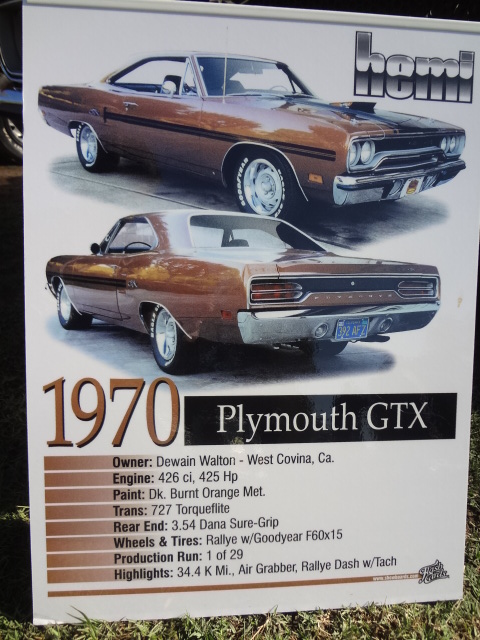 hemi
GOODYEAR
PLYMOUTH
1970 Plymouth GTX
Owner: Dewain Walton - West Covina, Ca.
Engine: 426 ci, 425 Hp
Paint: Dk. Burnt Orange Met.
Trans: 727 Torqueflite
Rear End: 3.54 Dana Sure-Grip
Wheels & Tires: Rallye w/Goodyear F60x15
Production Run: 1 of 29
Highlights: 34.4 K Mi., Air Grabber, Rallye Dash w/Tach